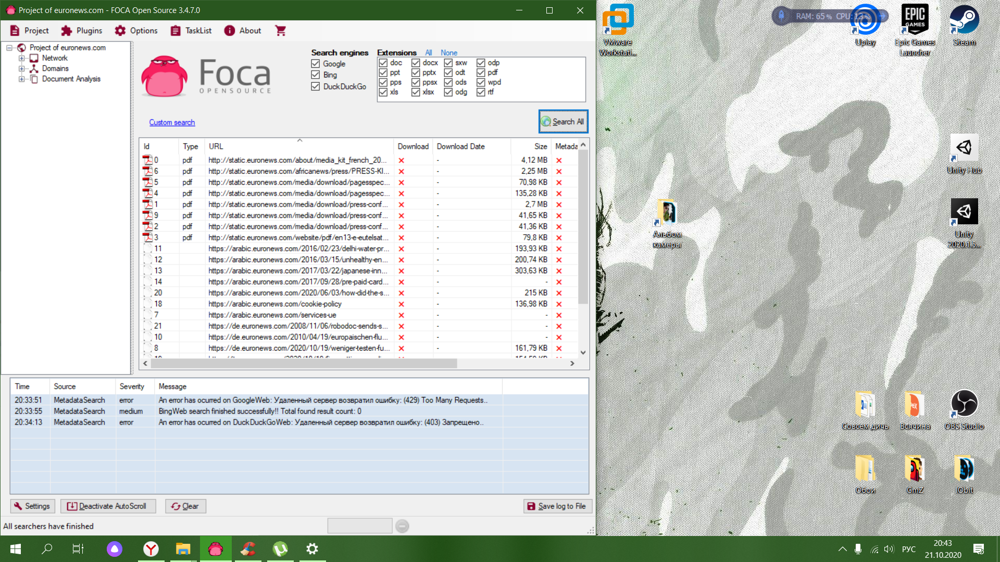 Project of euronews.com - FOCA Open Source 3.4.7.0
Project Plugins Options TaskList About
Project of euronews.com
Network
Domains
Document Analysis
Foca
OPENSOURCE
Search engines
Google
Bing
DuckDuckGo
Extensions All None
doc docx sxw odp
ppt pptx odt pdf
pps ppsx ods wpd
xls xlsx odg rtf
Custom search
Search All
Id Type URL Download Download Date Size Metada
0 pdf http://static.euronews.com/about/media_kit_french_20... - 4,12 MB
6 pdf http://static.euronews.com/africanews/press/PRESS-KI... - 2,25 MB
5 pdf http://static.euronews.com/media/download/pagesspec... - 70,98 KB
4 pdf http://static.euronews.com/media/download/pagesspec... - 135,28 KB
1 pdf http://static.euronews.com/media/download/press-conf... - 2,7 MB
9 pdf http://static.euronews.com/media/download/press-conf... - 41,65 KB
2 pdf http://static.euronews.com/media/download/press-conf... - 41,36 KB
3 pdf http://static.euronews.com/website/pdf/en13-e-eutelsat... - 79,8 KB
11 https://arabic.euronews.com/2016/02/23/delhi-water-pr... - 193,93 KB
12 https://arabic.euronews.com/2016/03/15/unhealthy-en... - 200,74 KB
13 https://arabic.euronews.com/2017/03/22/japanese-inn... - 303,63 KB
14 https://arabic.euronews.com/2017/09/28/pre-paid-card... - -
20 https://arabic.euronews.com/2020/06/03/how-did-the-s... - 215 KB
18 https://arabic.euronews.com/cookie-policy - 136,98 KB
7 https://arabic.euronews.com/services-ue - -
21 https://de.euronews.com/2008/11/06/robodoc-sends-s... - -
10 https://de.euronews.com/2010/04/19/europaischen-flu... - -
8 https://de.euronews.com/2020/10/19/weniger-testen-fu... - 161,79 KB
Time Source Severity Message
20:33:51 MetadataSearch error An error has ocurred on GoogleWeb: Удаленный сервер возвратил ошибку: (429) Too Many Requests..
20:33:55 MetadataSearch medium BingWeb search finished successfully!! Total found result count: 0
20:34:13 MetadataSearch error An error has ocurred on DuckDuckGoWeb: Удаленный сервер возвратил ошибку: (403) Запрещено..
Settings Deactivate AutoScroll Clear Save log to File
All searchers have finished
VMware
Workstati...
RAM: 65 % CPU: 13 %
Uplay
EPIC
GAMES
Epic Games
Launcher
Steam
Unity Hub
Альбом
камеры
Unity
2020.1.5...
Совсем дичь
Всячина
OBS Studio
Обои
GmZ
IObit
РУС
20:43
21.10.2020